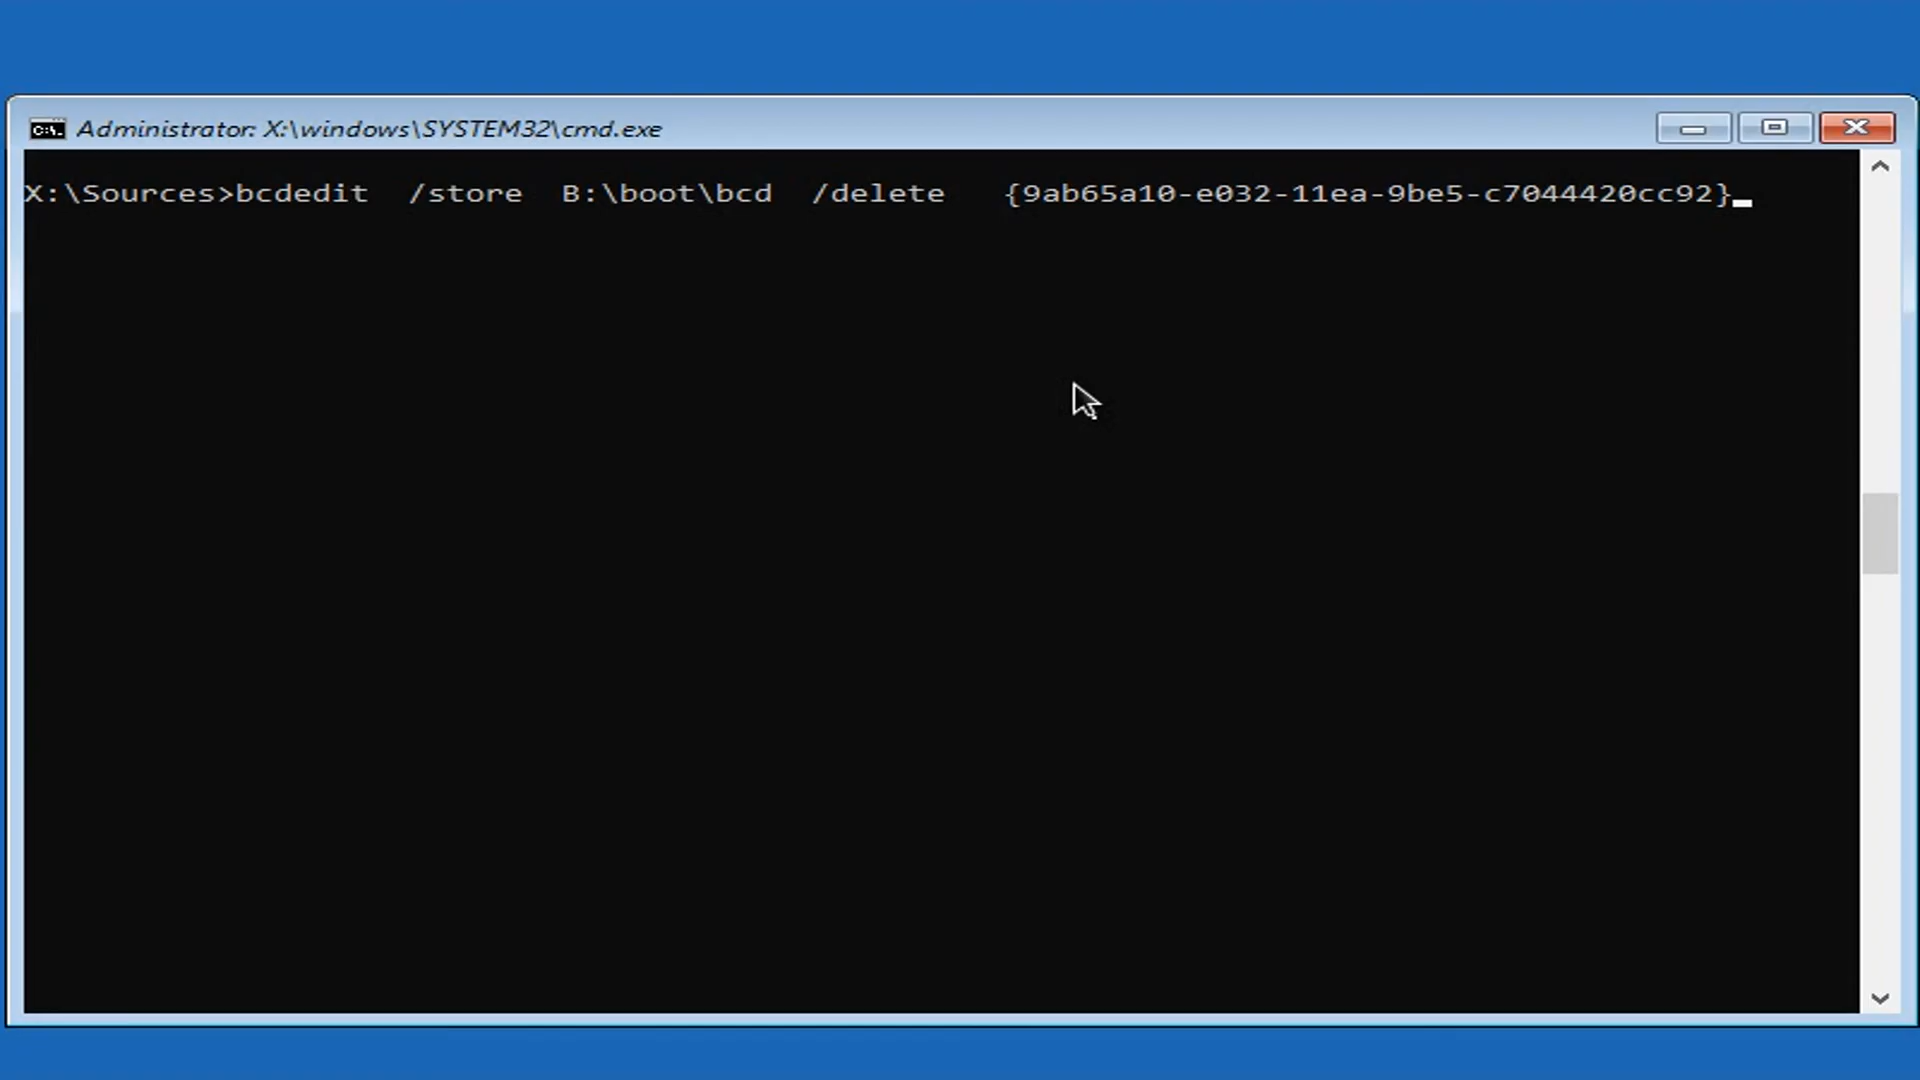 Administrator: X:\windows\SYSTEM32\cmd.exe
X:\Sources>bcdedit  /store  B:\boot\bcd  /delete   {9ab65a10-e032-11ea-9be5-c7044420cc92}